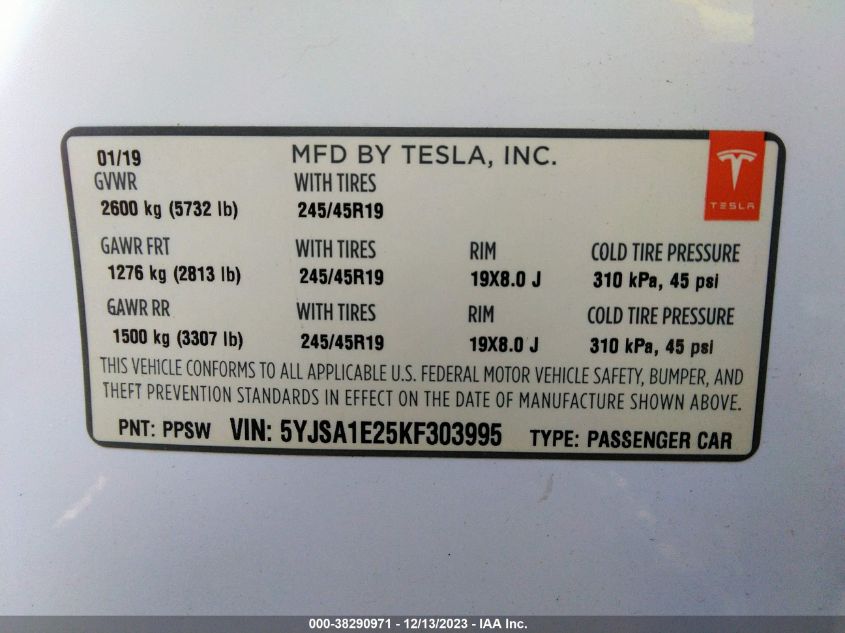 01/19 MFD BY TESLA, INC.
TESLA
GVWR WITH TIRES
2600 kg (5732 lb) 245/45R19
GAWR FRT WITH TIRES RIM COLD TIRE PRESSURE
1276 kg (2813 lb) 245/45R19 19X8.0 J 310 kPa, 45 psi
GAWR RR WITH TIRES RIM COLD TIRE PRESSURE
1500 kg (3307 lb) 245/45R19 19X8.0 J 310 kPa, 45 psi
THIS VEHICLE CONFORMS TO ALL APPLICABLE U.S. FEDERAL MOTOR VEHICLE SAFETY, BUMPER, AND
THEFT PREVENTION STANDARDS IN EFFECT ON THE DATE OF MANUFACTURE SHOWN ABOVE.
PNT: PPSW VIN: 5YJSA1E25KF303995 TYPE: PASSENGER CAR
000-38290971 - 12/13/2023 - IAA Inc.